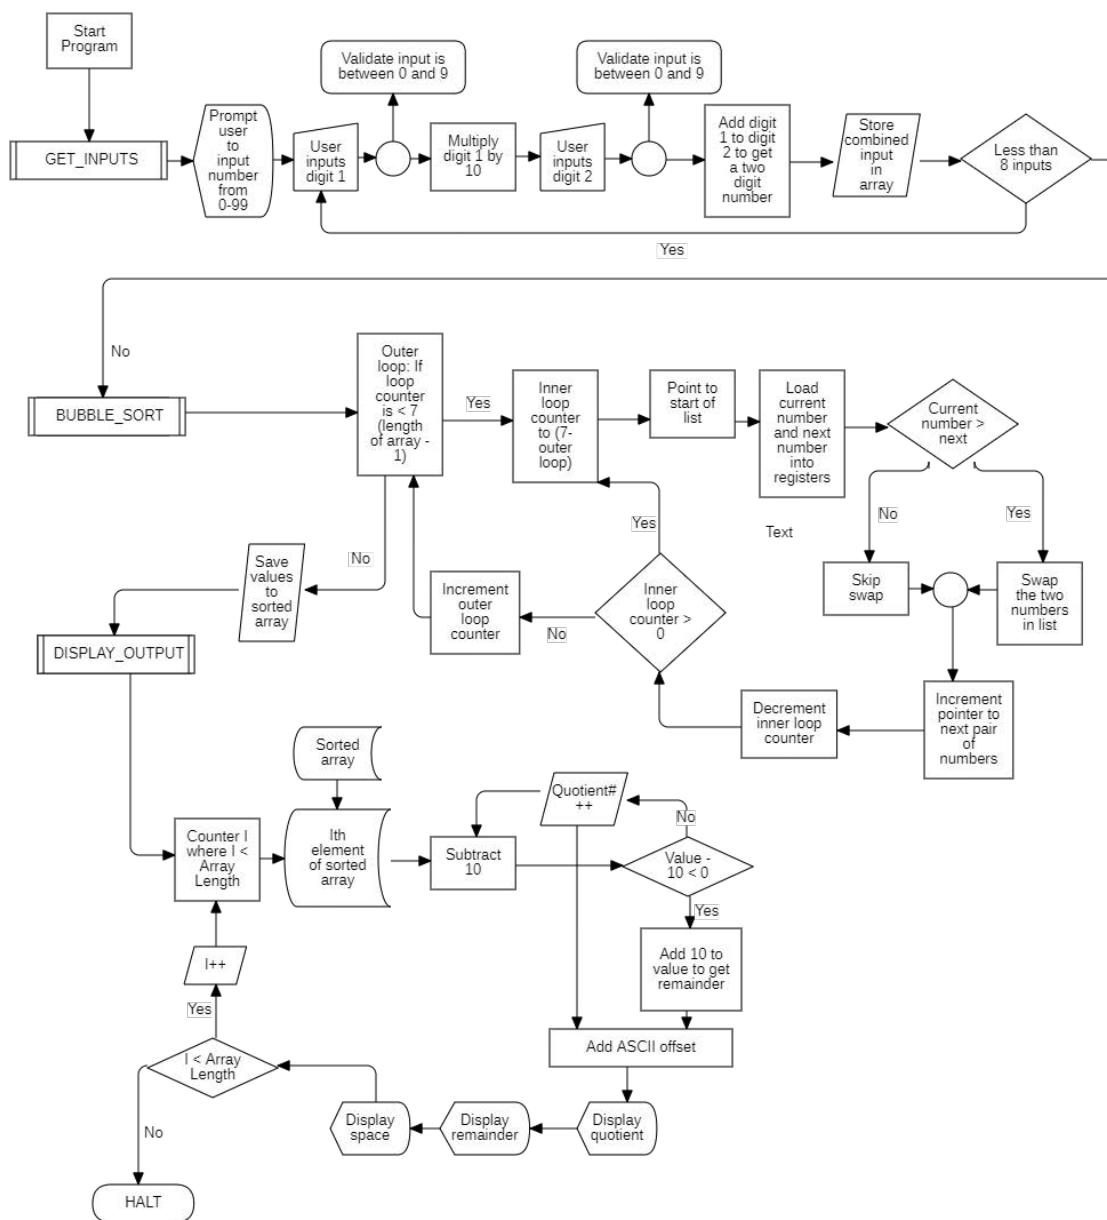 Start
Program
Validate input is
between 0 and 9
Validate input is
between 0 and 9
GET_INPUTS
Prompt
user
to
input
number
from
0-99
User
inputs
digit 1
Multiply
digit 1 by
10
User
inputs
digit 2
Add digit
1 to digit
2 to get
a two
digit
number
Store
combined
input
in
array
Less than
8 inputs
Yes
No
BUBBLE_SORT
Outer
loop: If
loop
counter
is < 7
(length
of array -
1)
Yes
Inner
loop
counter
to (7-
outer
loop)
Point to
start of
list
Load
current
number
and next
number
into
registers
Current
number >
next
No
Yes
Text
Skip
swap
Swap
the two
numbers
in list
Increment
pointer to
next pair
of
numbers
Decrement
inner loop
counter
Inner
loop
counter >
0
Yes
No
Increment
outer
loop
counter
No
Save
values
to
sorted
array
DISPLAY_OUTPUT
Sorted
array
Counter I
where I <
Array
Length
Ith
element
of sorted
array
Subtract
10
Quotient#
++
No
Value -
10 < 0
Yes
Add 10 to
value to get
remainder
Add ASCII offset
Display
quotient
Display
remainder
Display
space
I < Array
Length
Yes
I++
No
HALT